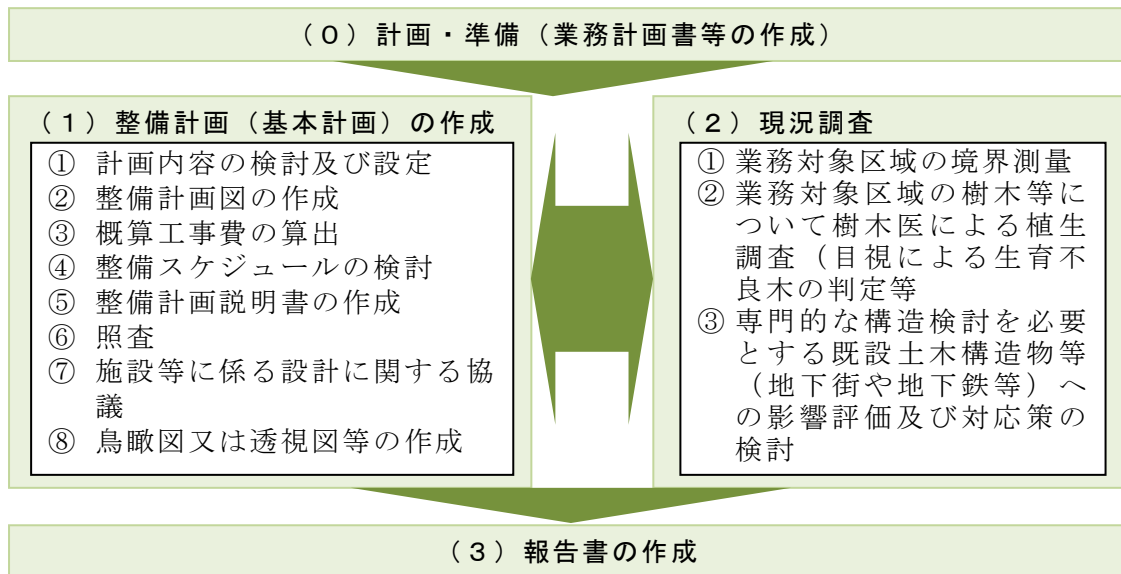 (0)計画・準備(業務計画書等の作成)
(1)整備計画(基本計画)の作成
① 計画内容の検討及び設定
② 整備計画図の作成
③ 概算工事費の算出
④ 整備スケジュールの検討
⑤ 整備計画説明書の作成
⑥ 照査
⑦ 施設等に係る設計に関する協
議
⑧ 鳥瞰図又は透視図等の作成
(2)現況調査
① 業務対象区域の境界測量
② 業務対象区域の樹木等に
ついて樹木医による植生
調査(目視による生育不
良木の判定等
③ 専門的な構造検討を必要
とする既設土木構造物等
(地下街や地下鉄等)へ
の影響評価及び対応策の
検討
(3)報告書の作成